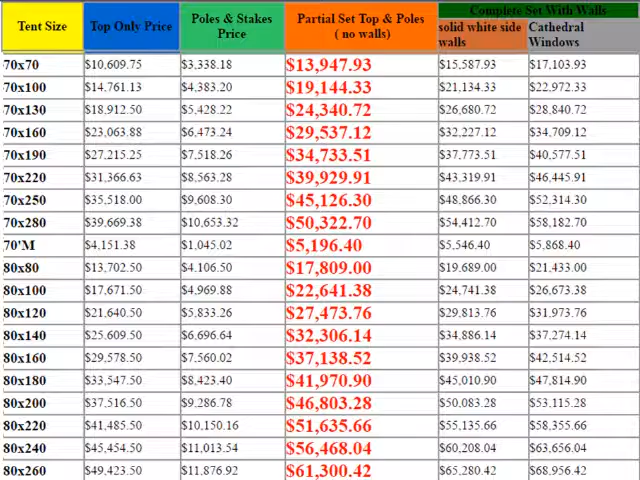 Tent Size Top Only Price Poles & Stakes Price Partial Set Top & Poles ( no walls) Complete Set With Walls
solid white side walls Cathedral Windows
70x70 $10,609.75 $3,338.18 $13,947.93 $15,587.93 $17,103.93
70x100 $14,761.13 $4,383.20 $19,144.33 $21,134.33 $22,972.33
70x130 $18,912.50 $5,428.22 $24,340.72 $26,680.72 $28,840.72
70x160 $23,063.88 $6,473.24 $29,537.12 $32,227.12 $34,709.12
70x190 $27,215.25 $7,518.26 $34,733.51 $37,773.51 $40,577.51
70x220 $31,366.63 $8,563.28 $39,929.91 $43,319.91 $46,445.91
70x250 $35,518.00 $9,608.30 $45,126.30 $48,866.30 $52,314.30
70x280 $39,669.38 $10,653.32 $50,322.70 $54,412.70 $58,182.70
70'M $4,151.38 $1,045.02 $5,196.40 $5,546.40 $5,868.40
80x80 $13,702.50 $4,106.50 $17,809.00 $19,689.00 $21,433.00
80x100 $17,671.50 $4,969.88 $22,641.38 $24,741.38 $26,673.38
80x120 $21,640.50 $5,833.26 $27,473.76 $29,813.76 $31,973.76
80x140 $25,609.50 $6,696.64 $32,306.14 $34,886.14 $37,274.14
80x160 $29,578.50 $7,560.02 $37,138.52 $39,938.52 $42,514.52
80x180 $33,547.50 $8,423.40 $41,970.90 $45,010.90 $47,814.90
80x200 $37,516.50 $9,286.78 $46,803.28 $50,083.28 $53,115.28
80x220 $41,485.50 $10,150.16 $51,635.66 $55,135.66 $58,355.66
80x240 $45,454.50 $11,013.54 $56,468.04 $60,208.04 $63,656.04
80x260 $49,423.50 $11,876.92 $61,300.42 $65,280.42 $68,956.42